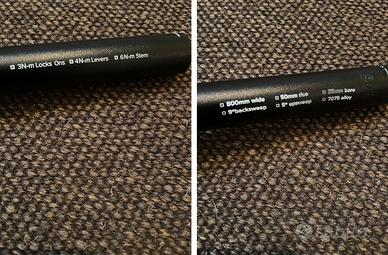 3N-m Locks Ons 4N-m Levers 6N-m Stem
800mm wide 50mm rise 35mm bore
9°backsweep 5° upsweep 7075 alloy